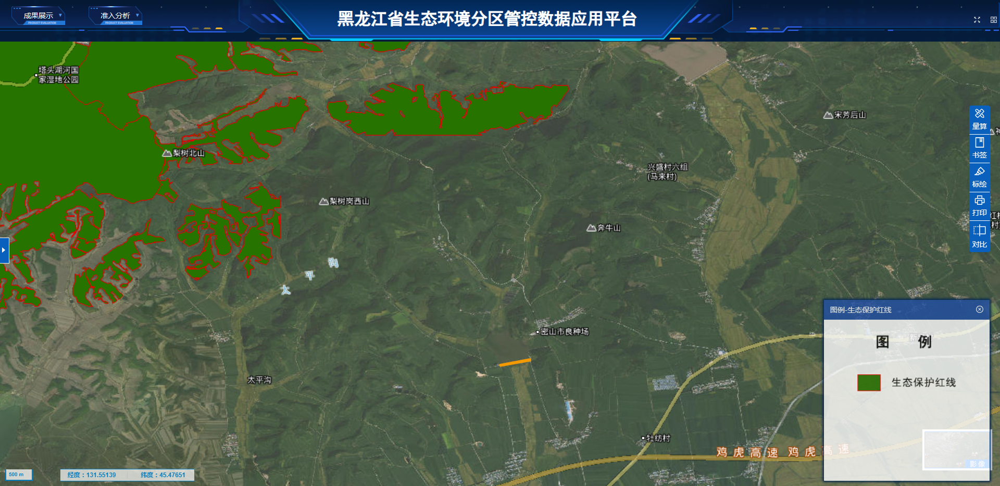 成果展示
PRODUCT EVALUATION
准入分析
PRODUCT EVALUATION
黑龙江省生态环境分区管控数据应用平台
塔头湖河国
家湿地公园
梨树北山
梨树岗西山
宋芳后山
兴盛村六组
(马来村)
奔牛山
太平沟
密山市良种场
太平沟
牡纺村
鸡虎高速 鸡虎高速
量算
书签
标绘
打印
对比
图例-生态保护红线
图 例
生态保护红线
影像
500 m
经度：131.55139
纬度：45.47651